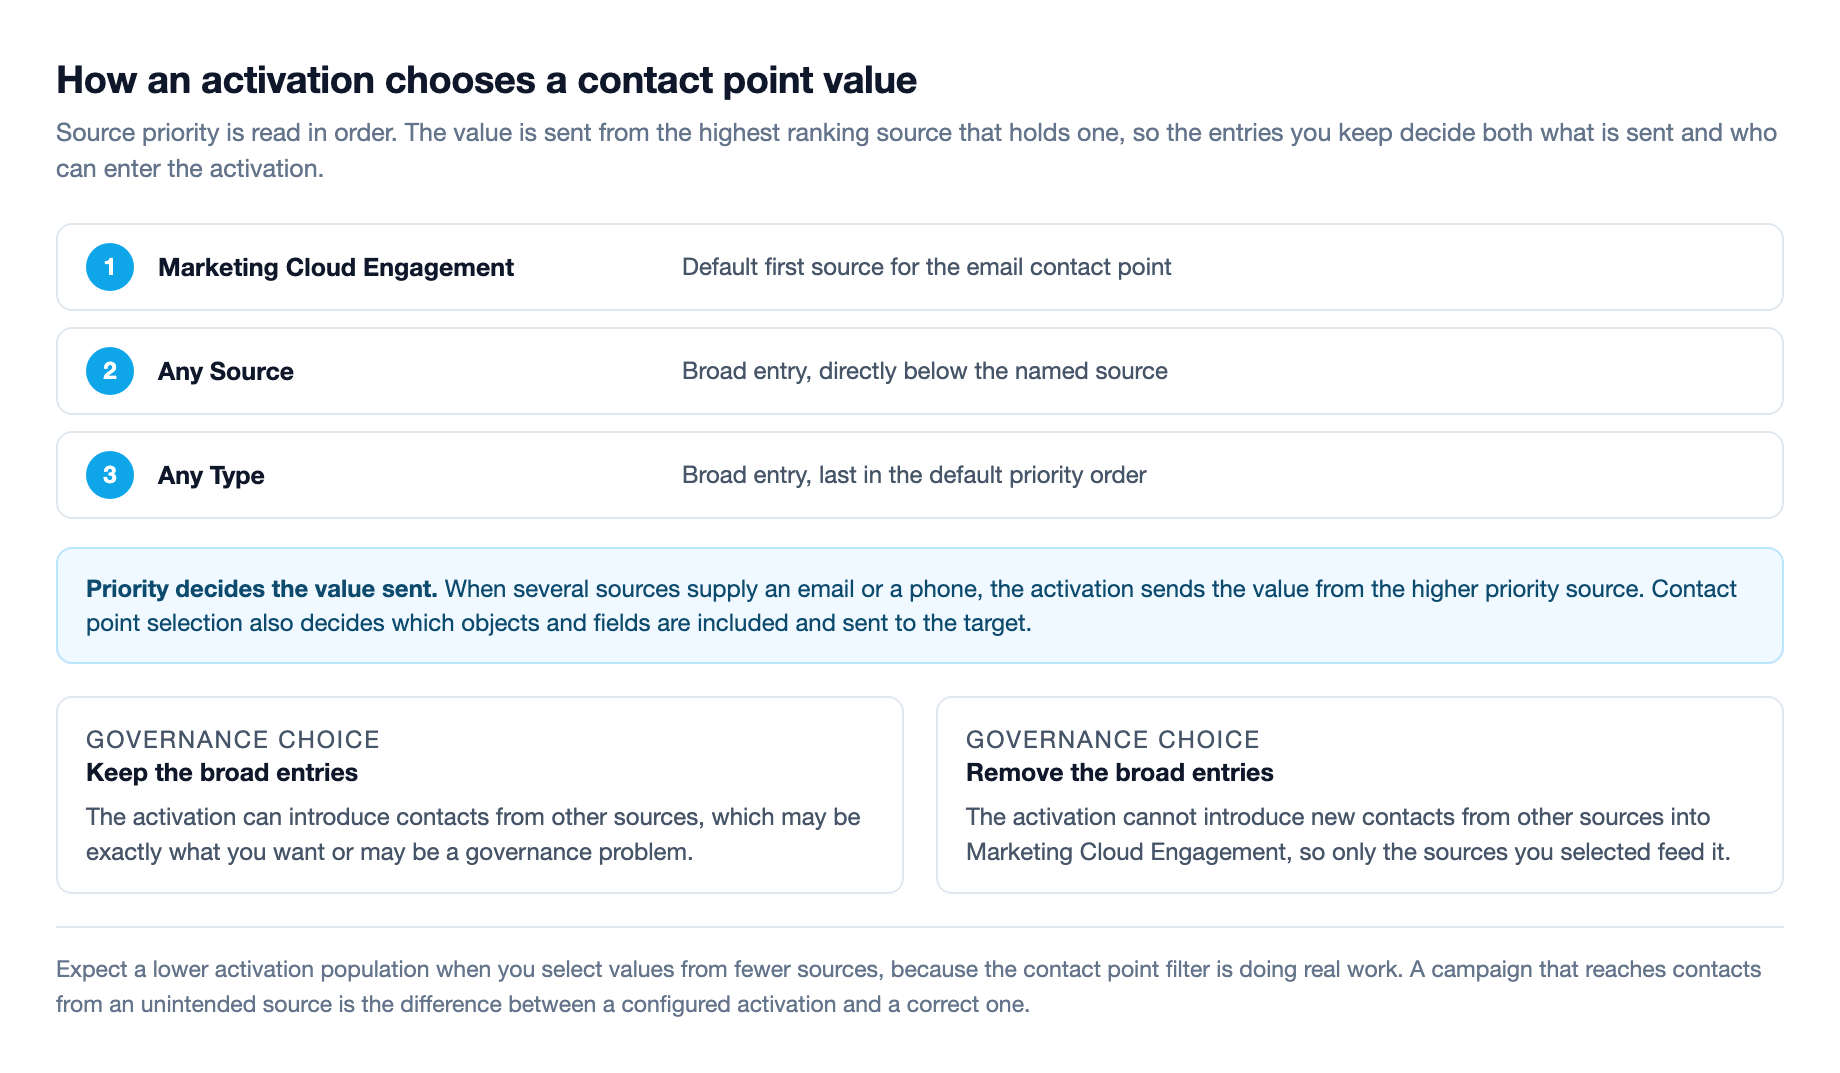 How an activation chooses a contact point value
Source priority is read in order. The value is sent from the highest ranking source that holds one, so the entries you keep decide both what is sent and who
can enter the activation.
1 Marketing Cloud Engagement Default first source for the email contact point
2 Any Source Broad entry, directly below the named source
3 Any Type Broad entry, last in the default priority order
Priority decides the value sent. When several sources supply an email or a phone, the activation sends the value from the higher priority source. Contact
point selection also decides which objects and fields are included and sent to the target.
GOVERNANCE CHOICE
Keep the broad entries
The activation can introduce contacts from other sources, which may be
exactly what you want or may be a governance problem.
GOVERNANCE CHOICE
Remove the broad entries
The activation cannot introduce new contacts from other sources into
Marketing Cloud Engagement, so only the sources you selected feed it.
Expect a lower activation population when you select values from fewer sources, because the contact point filter is doing real work. A campaign that reaches contacts
from an unintended source is the difference between a configured activation and a correct one.